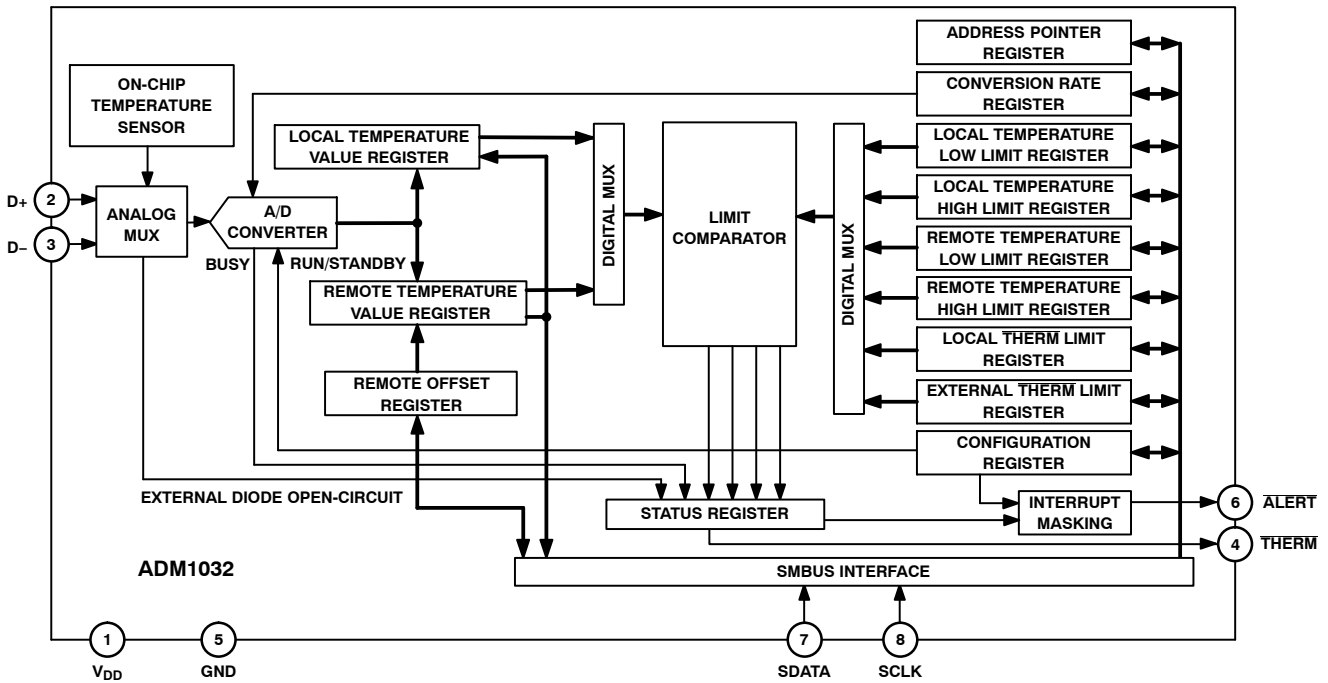 ADDRESS POINTER
REGISTER
ON-CHIP
TEMPERATURE
SENSOR
CONVERSION RATE
REGISTER
LOCAL TEMPERATURE
VALUE REGISTER
DIGITAL MUX
LIMIT
COMPARATOR
DIGITAL MUX
LOCAL TEMPERATURE
LOW LIMIT REGISTER
LOCAL TEMPERATURE
HIGH LIMIT REGISTER
D+
2
D−
3
ANALOG
MUX
A/D
CONVERTER
BUSY
RUN/STANDBY
REMOTE TEMPERATURE
LOW LIMIT REGISTER
REMOTE TEMPERATURE
VALUE REGISTER
REMOTE TEMPERATURE
HIGH LIMIT REGISTER
LOCAL T̅H̅E̅R̅M̅ LIMIT
REGISTER
REMOTE OFFSET
REGISTER
EXTERNAL T̅H̅E̅R̅M̅ LIMIT
REGISTER
CONFIGURATION
REGISTER
EXTERNAL DIODE OPEN-CIRCUIT
STATUS REGISTER
INTERRUPT
MASKING
6
A̅L̅E̅R̅T̅
4
T̅H̅E̅R̅M̅
ADM1032
SMBUS INTERFACE
1
5
7
8
VDD
GND
SDATA
SCLK